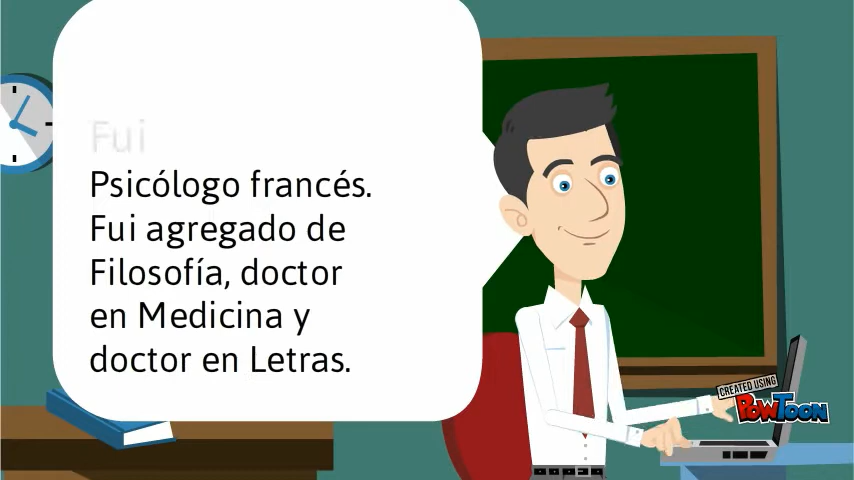 Fui
Psicólogo francés.
Fui agregado de
Filosofía, doctor
en Medicina y
doctor en Letras.
CREATED USING
POWTOON